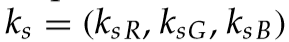 k_s = (k_{sR}, k_{sG}, k_{sB})